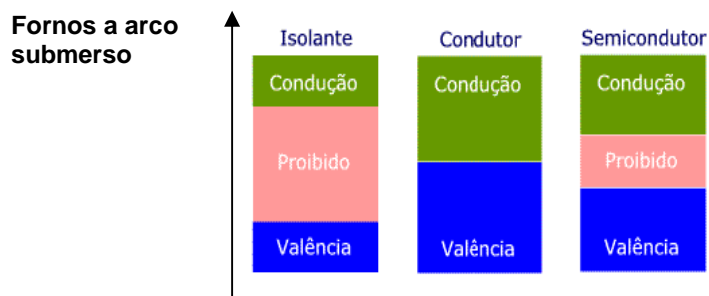 Fornos a arco
submerso
Isolante
Condutor
Semicondutor
Condução
Condução
Condução
Proibido
Proibido
Valência
Valência
Valência